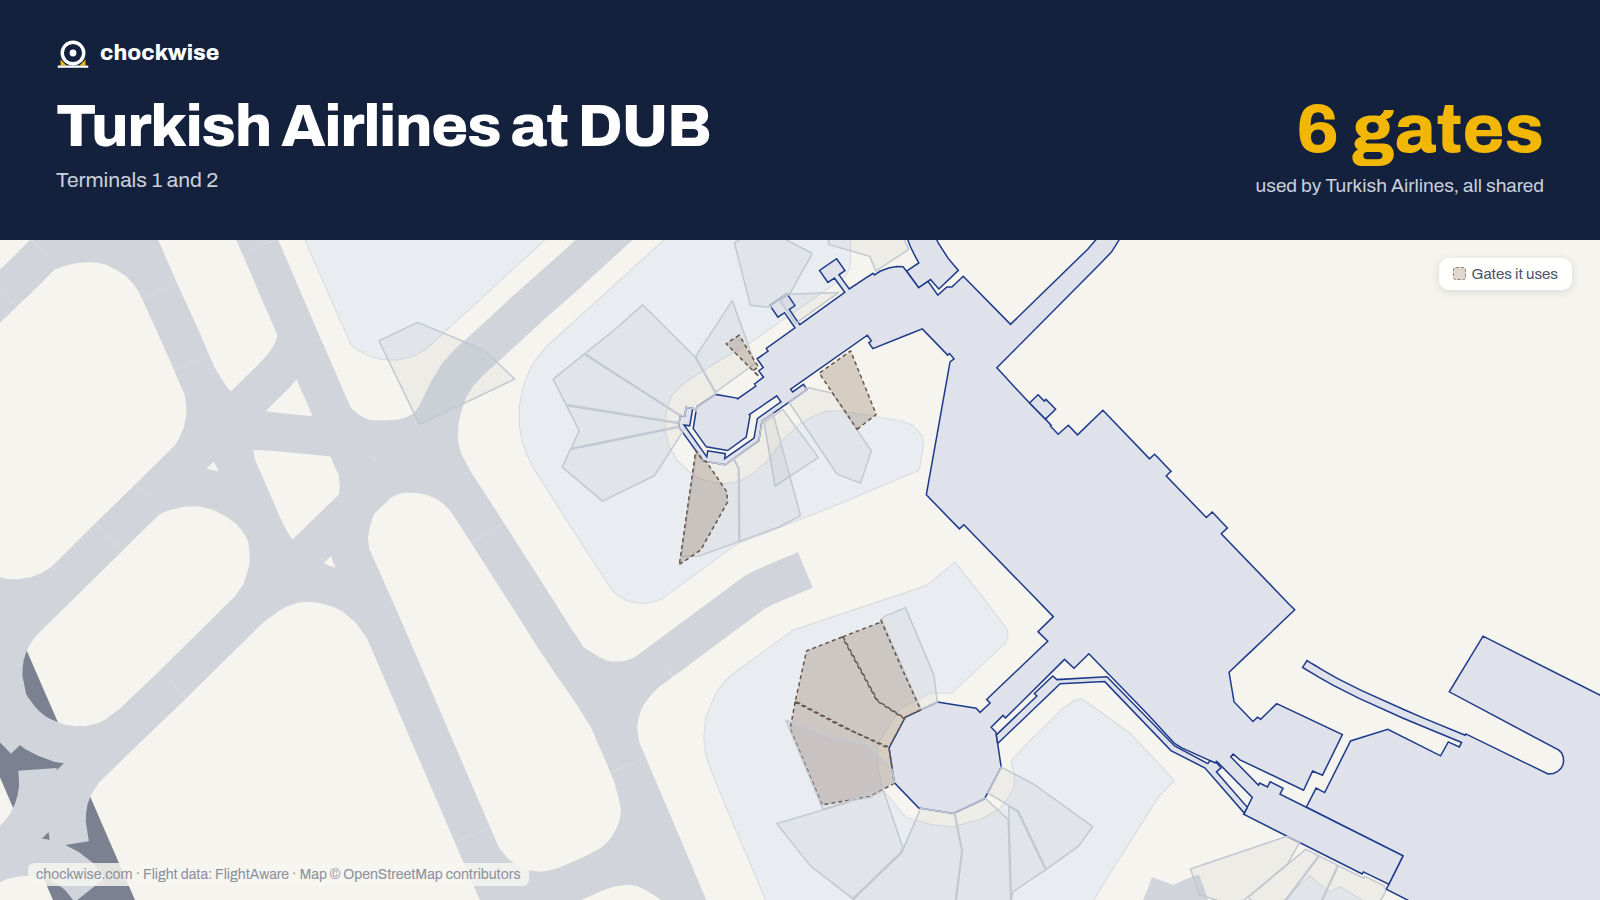 chockwise
Turkish Airlines at DUB
Terminals 1 and 2
6 gates
used by Turkish Airlines, all shared
Gates it uses
chockwise.com · Flight data: FlightAware · Map © OpenStreetMap contributors